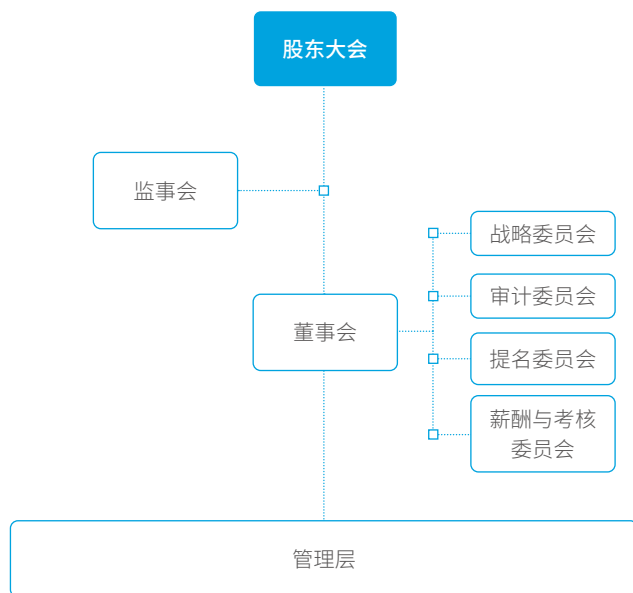 股东大会
监事会
战略委员会
审计委员会
董事会
提名委员会
薪酬与考核
委员会
管理层